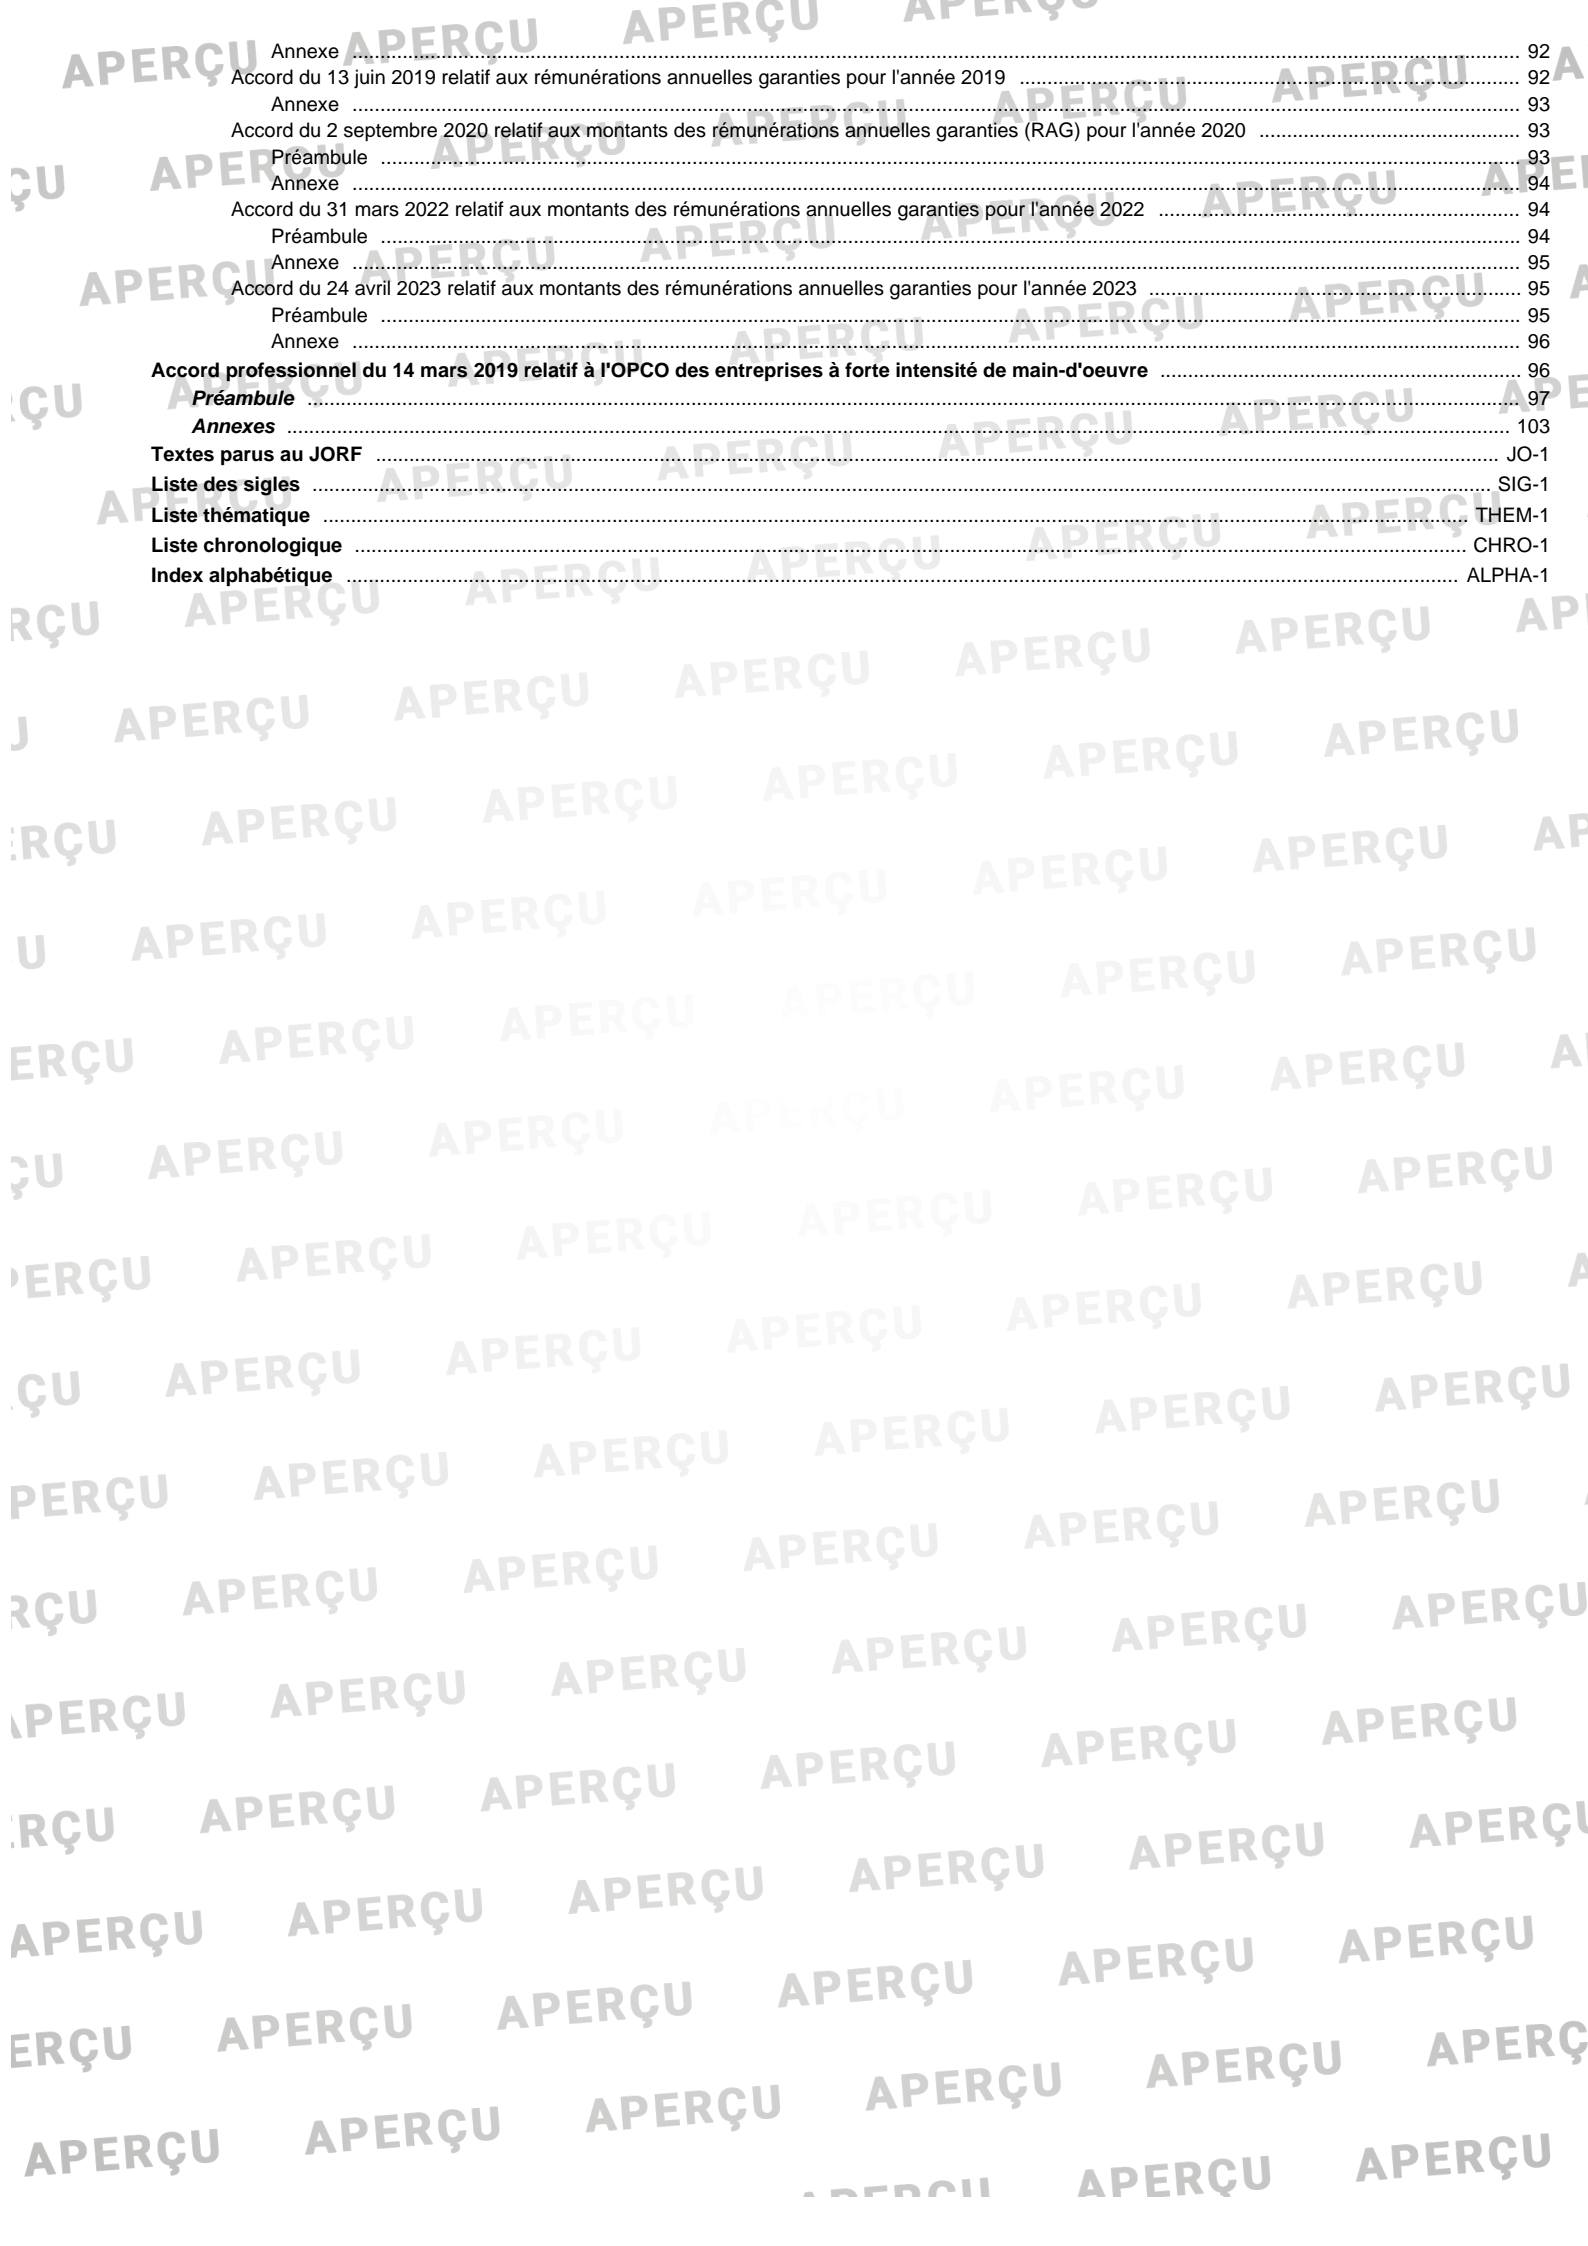 Annexe ........ 92
Accord du 13 juin 2019 relatif aux rémunérations annuelles garanties pour l'année 2019 ........ 92
Annexe ........ 93
Accord du 2 septembre 2020 relatif aux montants des rémunérations annuelles garanties (RAG) pour l'année 2020 ........ 93
Préambule ........ 93
Annexe ........ 94
Accord du 31 mars 2022 relatif aux montants des rémunérations annuelles garanties pour l'année 2022 ........ 94
Préambule ........ 94
Annexe ........ 95
Accord du 24 avril 2023 relatif aux montants des rémunérations annuelles garanties pour l'année 2023 ........ 95
Préambule ........ 95
Annexe ........ 96
Accord professionnel du 14 mars 2019 relatif à l'OPCO des entreprises à forte intensité de main-d'oeuvre ........ 96
Préambule ........ 97
Annexes ........ 103
Textes parus au JORF ........ JO-1
Liste des sigles ........ SIG-1
Liste thématique ........ THEM-1
Liste chronologique ........ CHRO-1
Index alphabétique ........ ALPHA-1
APERÇU